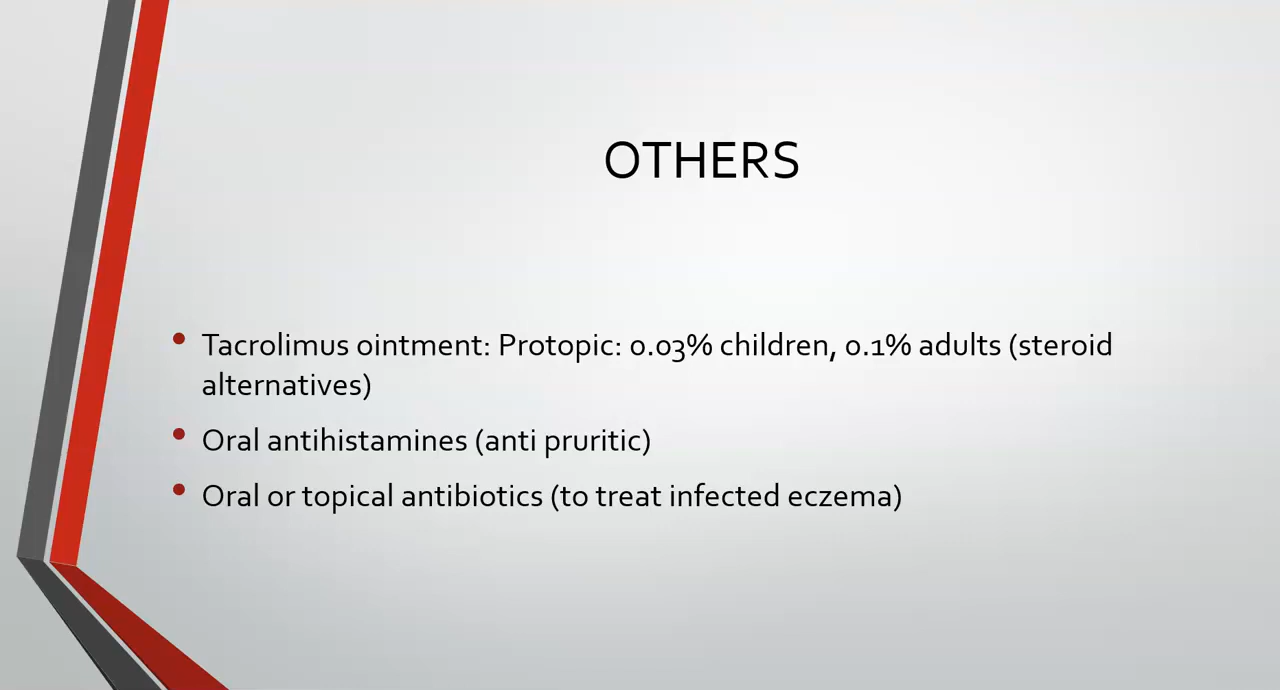 OTHERS
• Tacrolimus ointment: Protopic: 0.03% children, 0.1% adults (steroid
alternatives)
• Oral antihistamines (anti pruritic)
• Oral or topical antibiotics (to treat infected eczema)